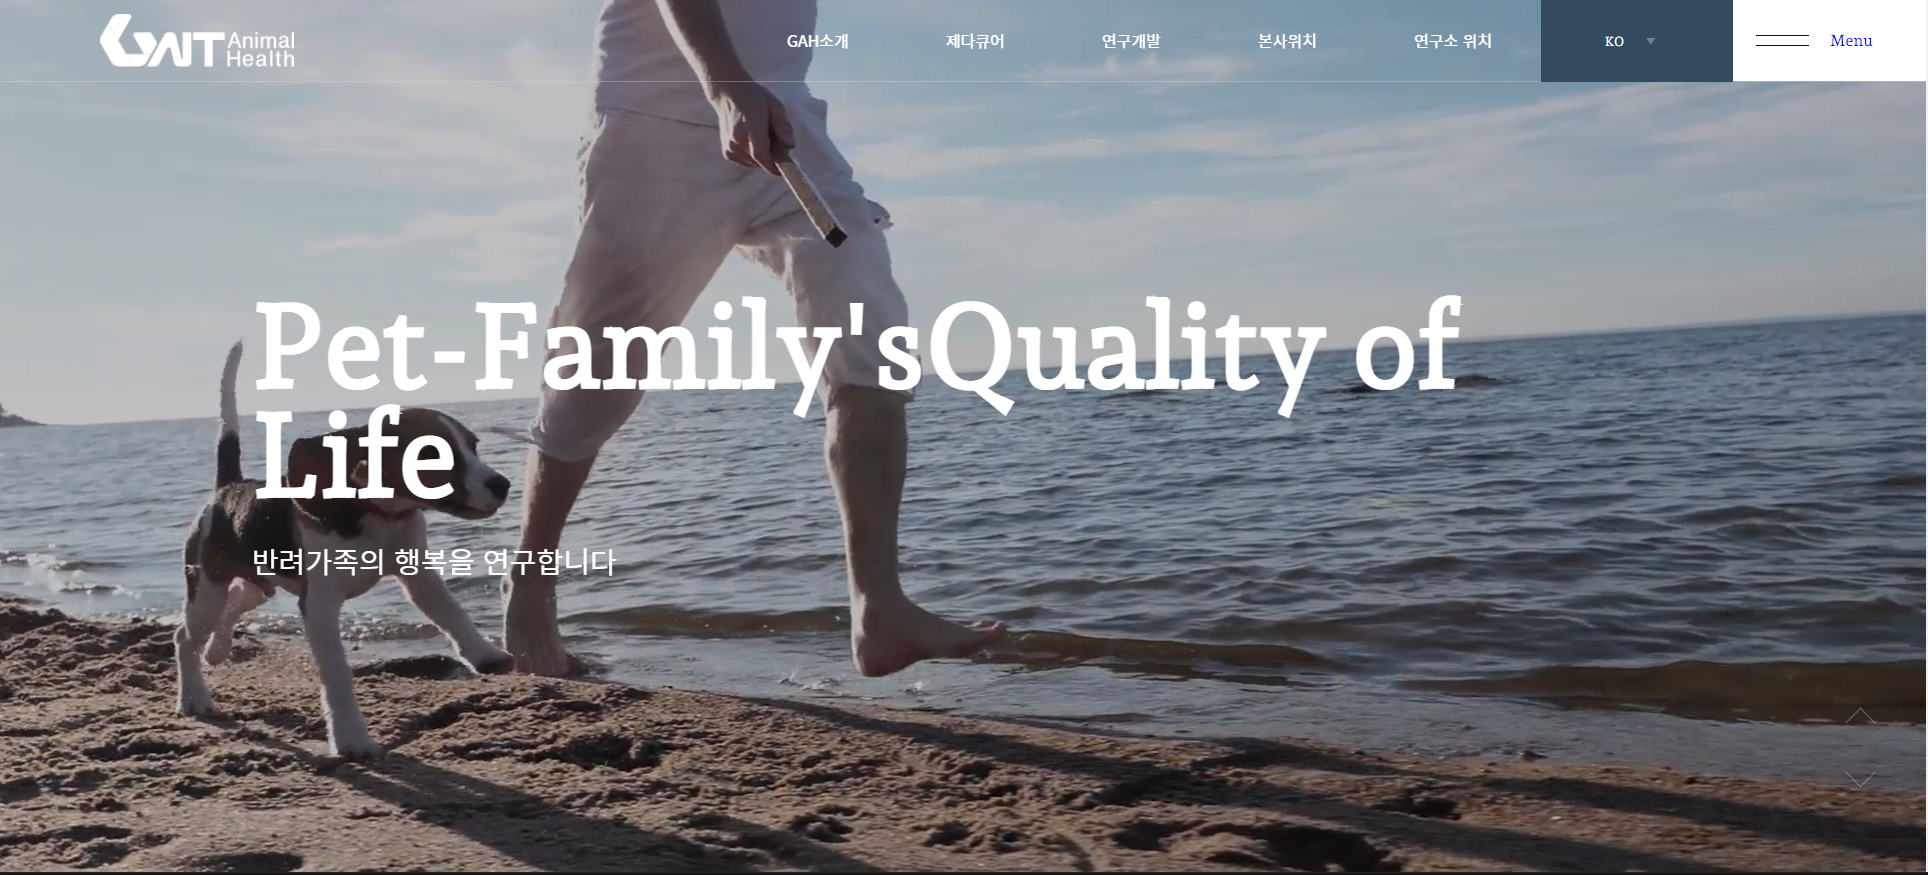 GNT Animal
Health
GAH소개
제다큐어
연구개발
본사위치
연구소 위치
KO
Menu
Pet-Family'sQuality of
Life
반려가족의 행복을 연구합니다